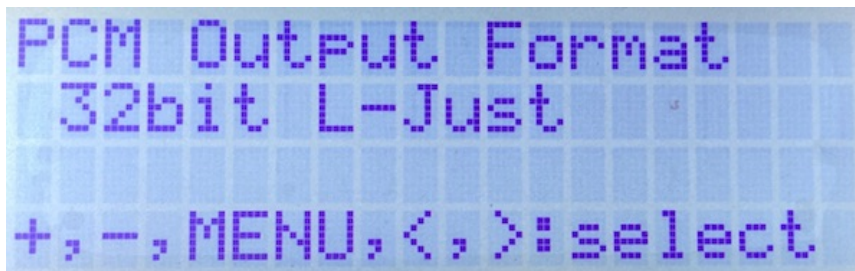 PCM Output Format
32bit L-Just
+,-,MENU,<,>:select